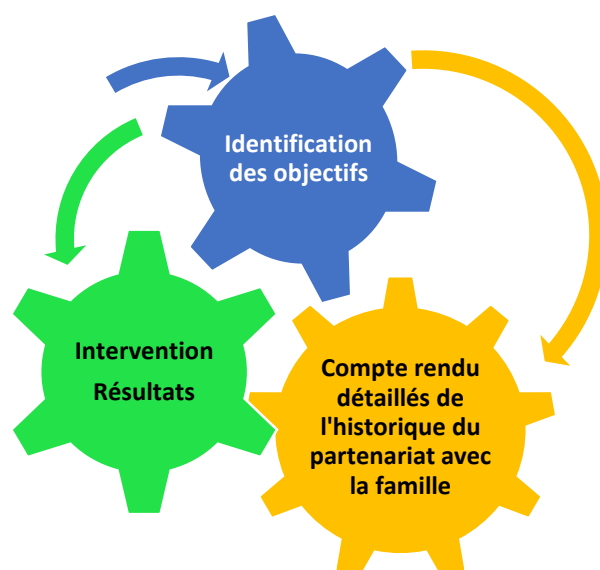 Identification
des objectifs
Intervention
Résultats
Compte rendu
détaillés de
l'historique du
partenariat avec
la famille